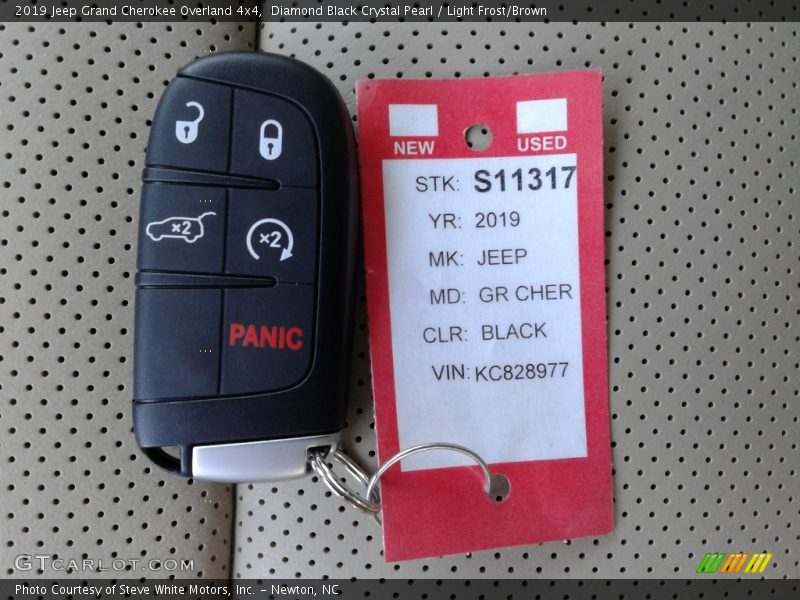 2019 Jeep Grand Cherokee Overland 4x4,  Diamond Black Crystal Pearl / Light Frost/Brown
x2
x2
PANIC
NEW
USED
STK: S11317
YR: 2019
MK: JEEP
MD: GR CHER
CLR: BLACK
VIN: KC828977
GTCARLOT.COM
Photo Courtesy of Steve White Motors, Inc. – Newton, NC